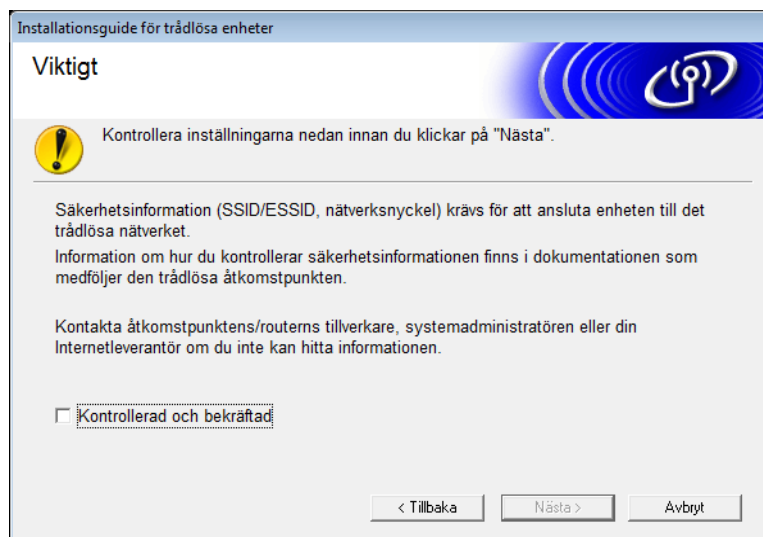 Installationsguide för trådlösa enheter
Viktigt
Kontrollera inställningarna nedan innan du klickar på "Nästa".
Säkerhetsinformation (SSID/ESSID, nätverksnyckel) krävs för att ansluta enheten till det
trådlösa nätverket.
Information om hur du kontrollerar säkerhetsinformationen finns i dokumentationen som
medföljer den trådlösa åtkomstpunkten.
Kontakta åtkomstpunktens/routerns tillverkare, systemadministratören eller din
Internetleverantör om du inte kan hitta informationen.
Kontrollerad och bekräftad
< Tillbaka
Nästa >
Avbryt